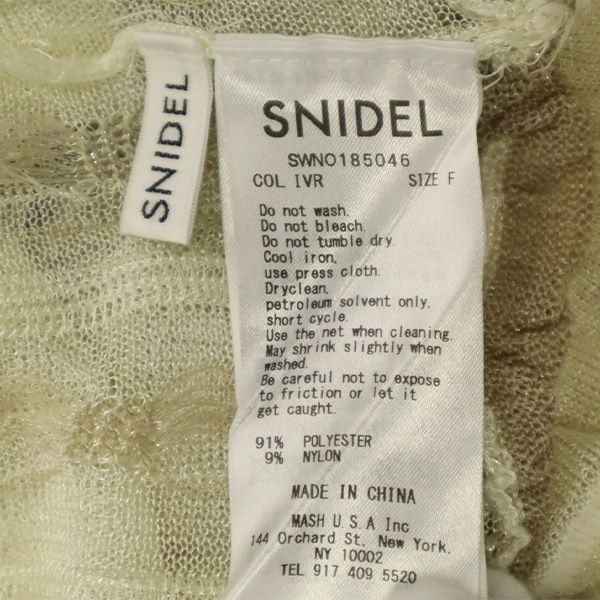 SNIDEL
SNIDEL
SWNO185046
COL IVR SIZE F
Do not wash.
Do not bleach.
Do not tumble dry.
Cool iron,
use press cloth.
Dryclean,
petroleum solvent only,
short cycle.
Use the net when cleaning.
May shrink slightly when
washed.
Be careful not to expose
to friction or let it
get caught.
91% POLYESTER
9% NYLON
MADE IN CHINA
MASH U.S.A Inc
144 Orchard St. New York,
NY 10002
TEL 917 409 5520